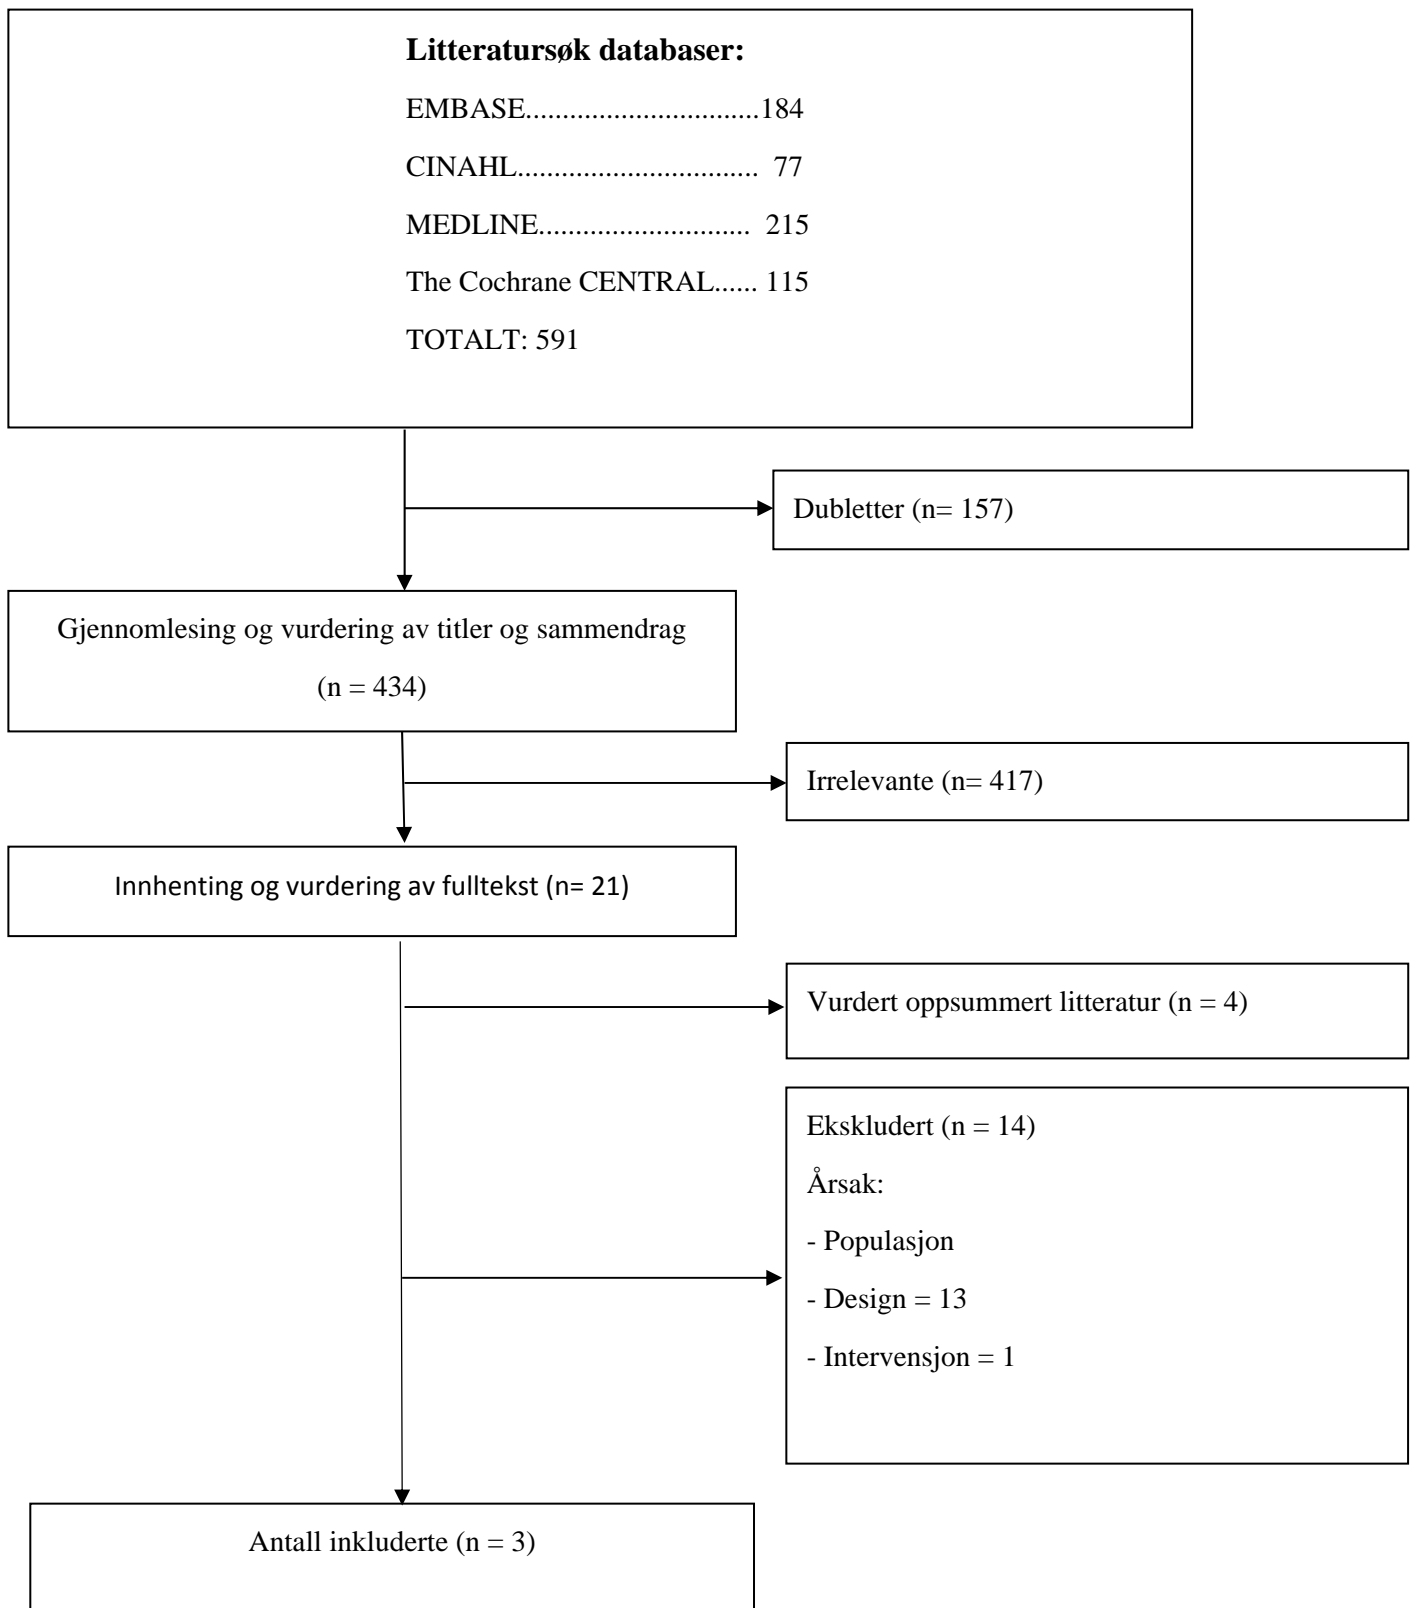 Litteratursøk databaser:
EMBASE................................184
CINAHL................................. 77
MEDLINE............................. 215
The Cochrane CENTRAL...... 115
TOTALT: 591
Dubletter (n= 157)
Gjennomlesing og vurdering av titler og sammendrag
(n = 434)
Irrelevante (n= 417)
Innhenting og vurdering av fulltekst (n= 21)
Vurdert oppsummert litteratur (n = 4)
Ekskludert (n = 14)
Årsak:
- Populasjon
- Design = 13
- Intervensjon = 1
Antall inkluderte (n = 3)